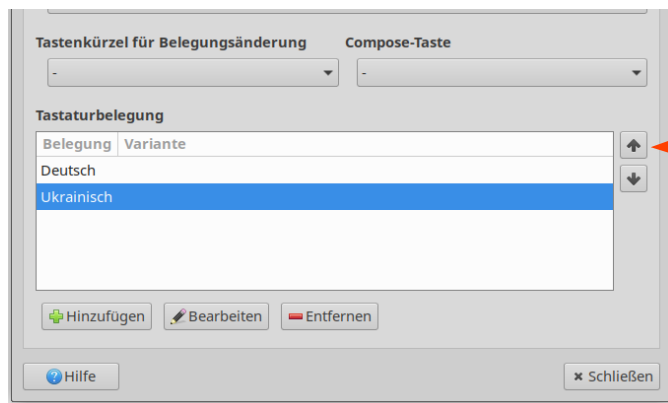 Tastenkürzel für Belegungsänderung Compose-Taste
- -
Tastaturbelegung
Belegung Variante
Deutsch
Ukrainisch
Hinzufügen Bearbeiten Entfernen
Hilfe Schließen